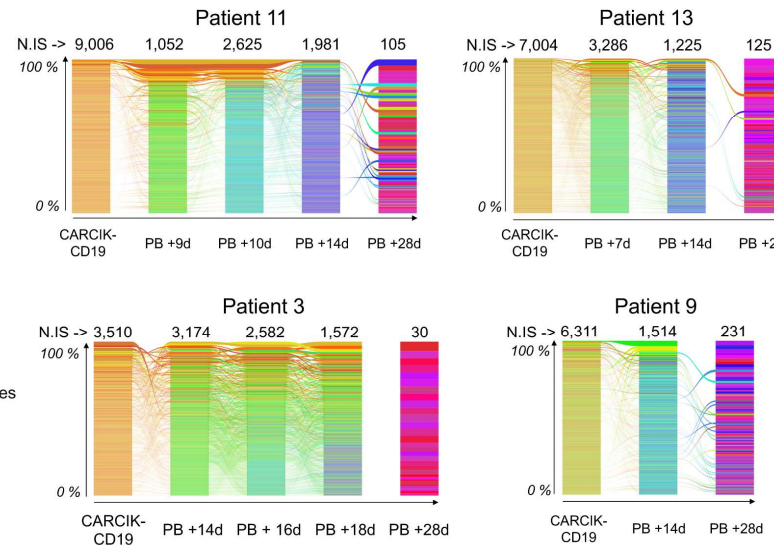 Patient 11
N.IS -> 9,006 1,052 2,625 1,981 105
100 %
0 %
CARCIK-
CD19 PB +9d PB +10d PB +14d PB +28d
Patient 13
N.IS -> 7,004 3,286 1,225 125
100 %
0 %
CARCIK-
CD19 PB +7d PB +14d PB +2
Patient 3
N.IS -> 3,510 3,174 2,582 1,572 30
100 %
es
0 %
CARCIK-
CD19 PB +14d PB + 16d PB +18d PB +28d
Patient 9
N.IS -> 6,311 1,514 231
100 %
0 %
CARCIK-
CD19 PB +14d PB +28d